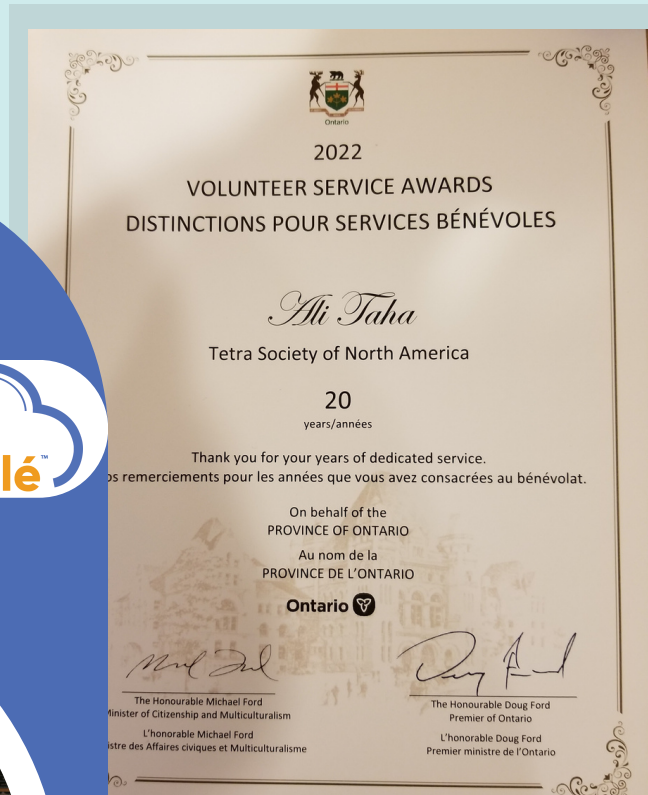 Ontario
2022
VOLUNTEER SERVICE AWARDS
DISTINCTIONS POUR SERVICES BÉNÉVOLES
Ali Taha
Tetra Society of North America
20
years/années
Thank you for your years of dedicated service.
os remerciements pour les années que vous avez consacrées au bénévolat.
On behalf of the
PROVINCE OF ONTARIO
Au nom de la
PROVINCE DE L'ONTARIO
Ontario
The Honourable Michael Ford
Minister of Citizenship and Multiculturalism
L'honorable Michael Ford
istre des Affaires civiques et Multiculturalisme
The Honourable Doug Ford
Premier of Ontario
L'honorable Doug Ford
Premier ministre de l'Ontario
lé™